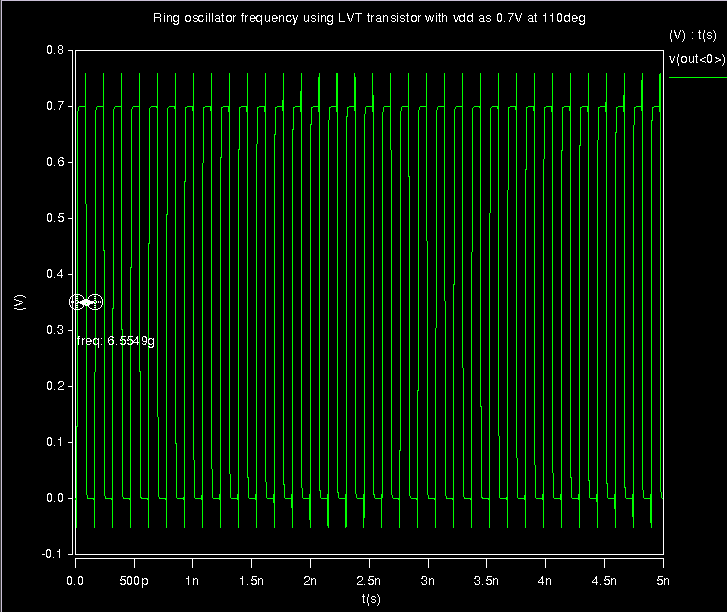 Ring oscillator frequency using LVT transistor with vdd as 0.7V at 110deg
(V) : t(s)
v(out<0>)
0.8
0.7
0.6
0.5
0.4
(V)
0.3
freq: 6.5549g
0.2
0.1
0.0
-0.1
0.0 500p 1n 1.5n 2n 2.5n 3n 3.5n 4n 4.5n 5n
t(s)